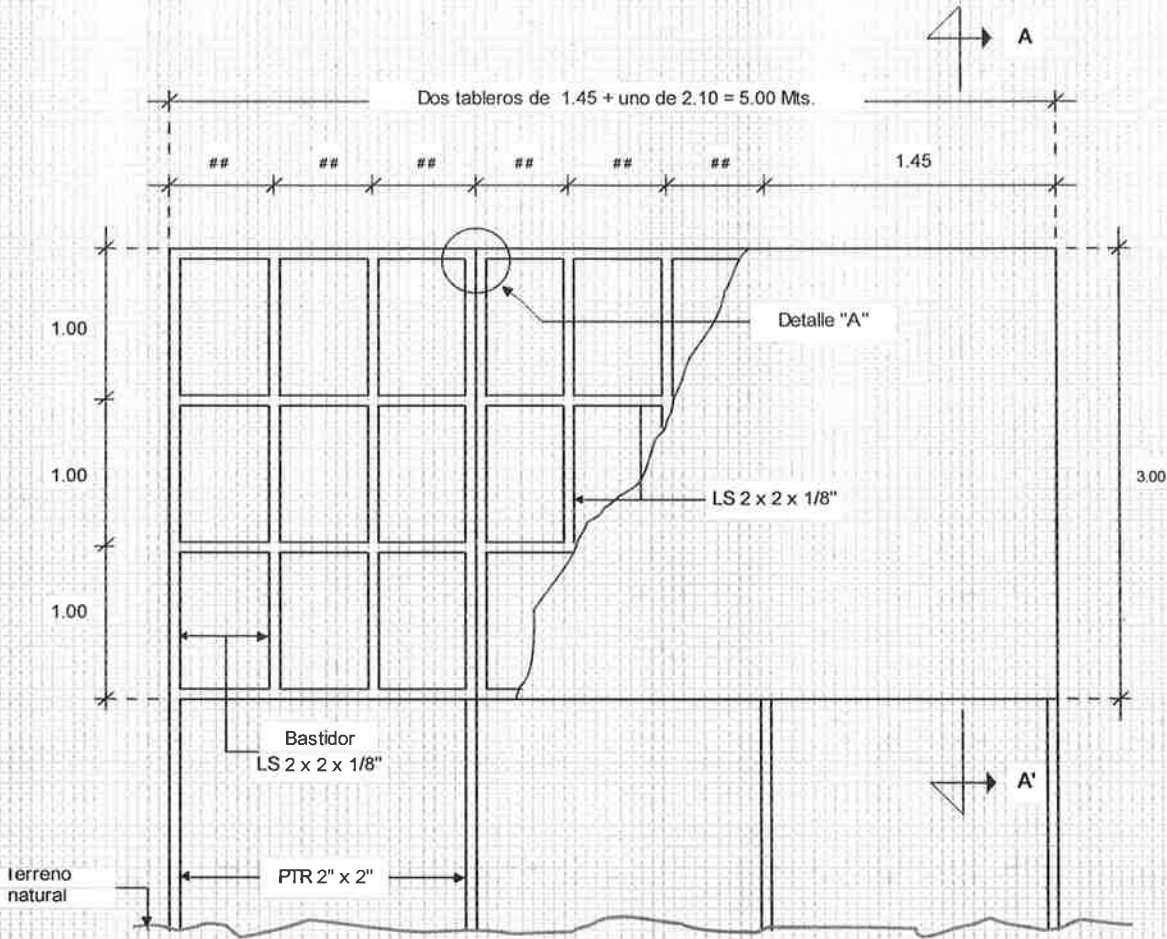 A
Dos tableros de 1.45 + uno de 2.10 = 5.00 Mts.
## ## ## ## ## ## 1.45
1.00
Detalle "A"
1.00
LS 2 x 2 x 1/8"
3.00
1.00
Bastidor
LS 2 x 2 x 1/8"
A'
PTR 2" x 2"
Terreno
natural